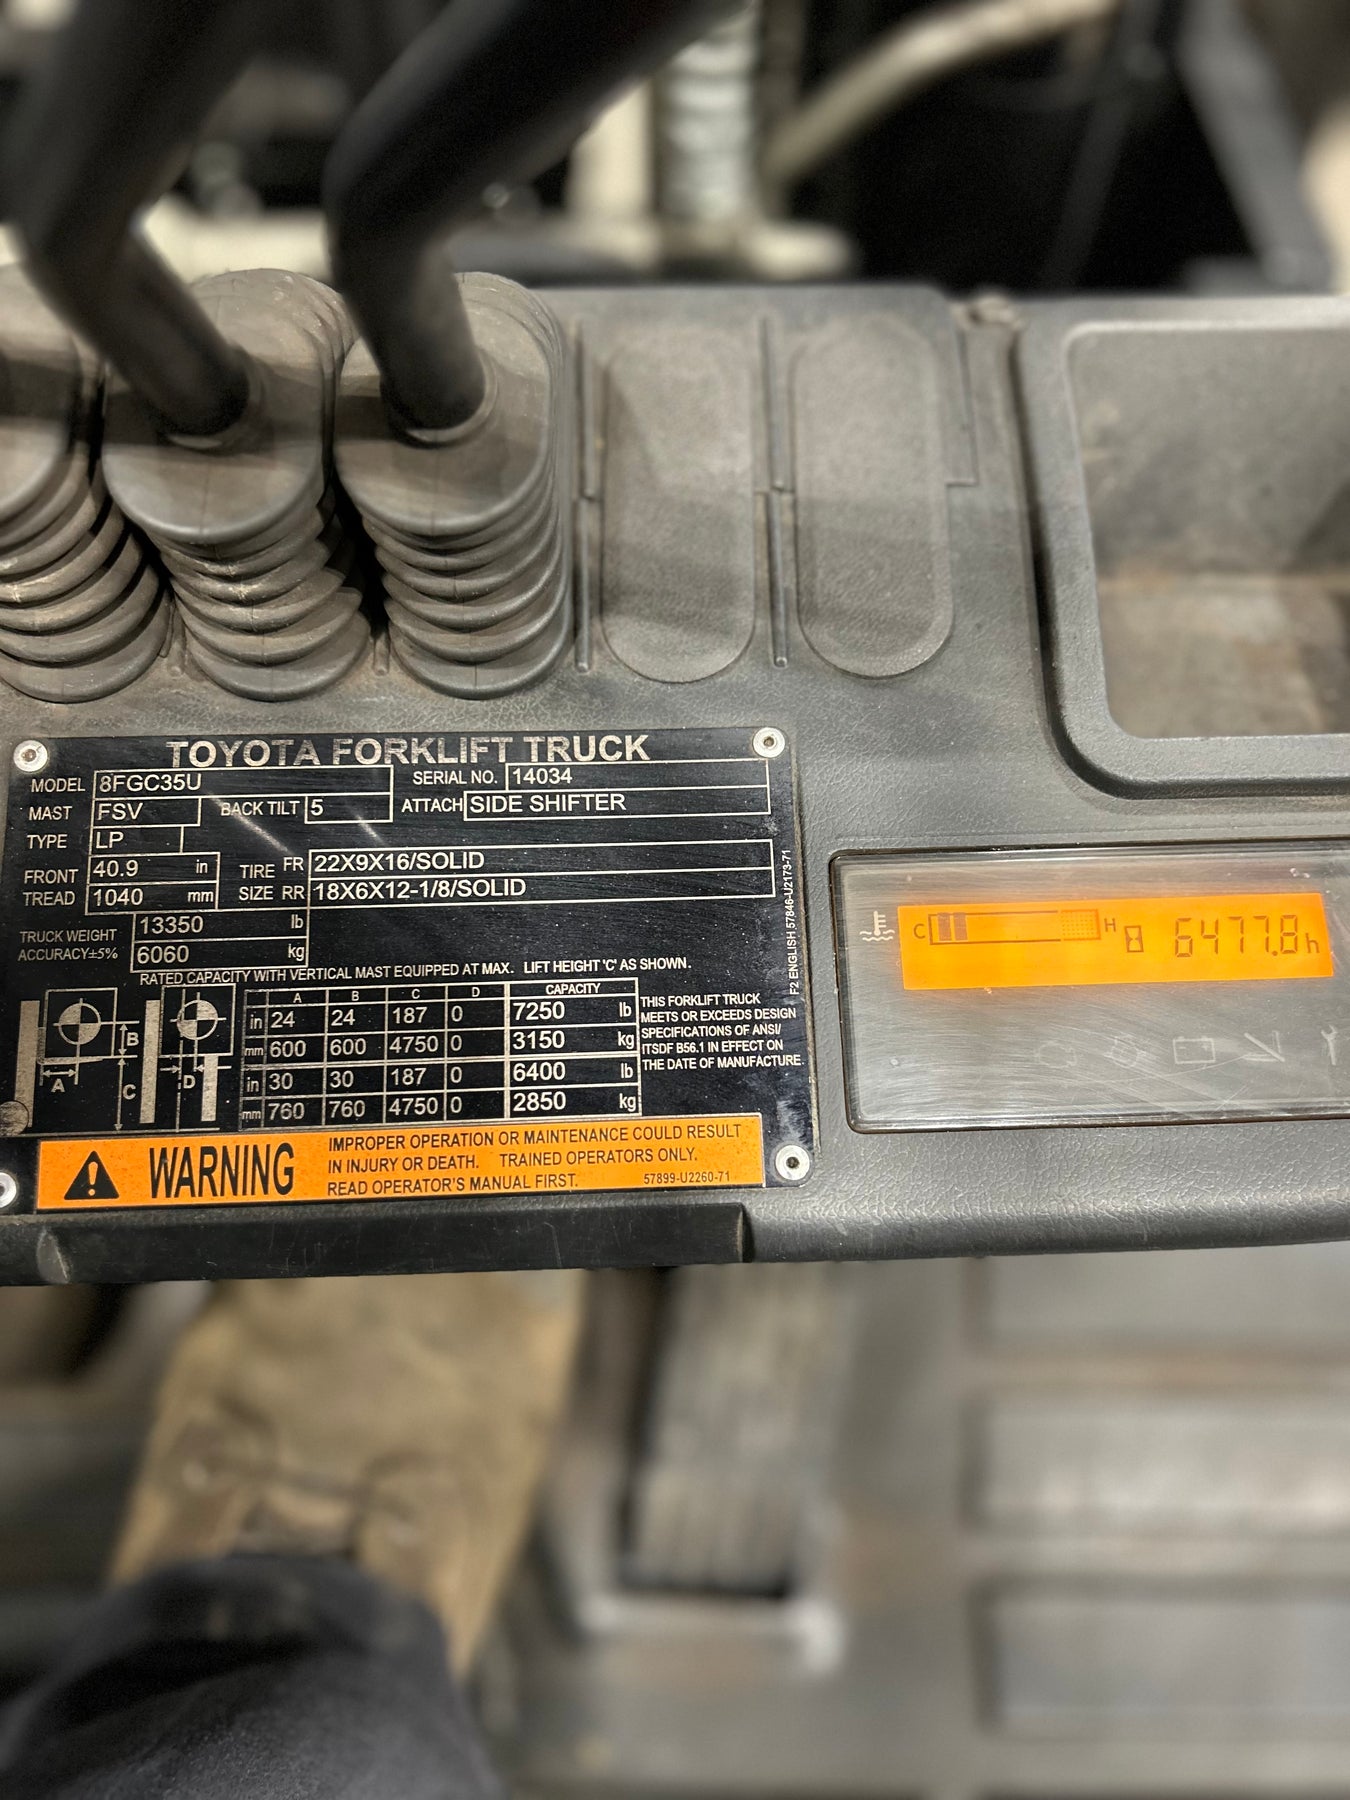 TOYOTA FORKLIFT TRUCK
MODEL 8FGC35U SERIAL NO. 14034
MAST FSV BACK TILT 5 ATTACH SIDE SHIFTER
TYPE LP
FRONT TREAD 40.9 in 1040 mm
TIRE SIZE FR 22X9X16/SOLID
RR 18X6X12-1/8/SOLID
TRUCK WEIGHT 13350 lb
ACCURACY±5% 6060 kg
RATED CAPACITY WITH VERTICAL MAST EQUIPPED AT MAX. LIFT HEIGHT 'C' AS SHOWN.
A B C D CAPACITY
in 24 24 187 0 7250 lb
mm 600 600 4750 0 3150 kg
in 30 30 187 0 6400 lb
mm 760 760 4750 0 2850 kg
A B C D
THIS FORKLIFT TRUCK
MEETS OR EXCEEDS DESIGN
SPECIFICATIONS OF ANSI/
ITSDF B56.1 IN EFFECT ON
THE DATE OF MANUFACTURE.
F2 ENGLISH 57846-U2173-71
WARNING
IMPROPER OPERATION OR MAINTENANCE COULD RESULT
IN INJURY OR DEATH. TRAINED OPERATORS ONLY.
READ OPERATOR'S MANUAL FIRST. 57899-U2260-71
C H 6477.8h